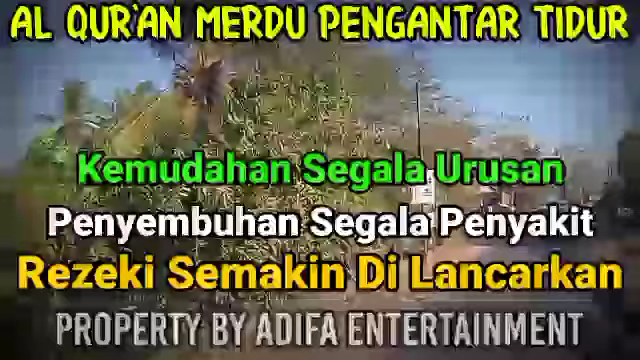 AL QUR'AN MERDU PENGANTAR TIDUR
Kemudahan Segala Urusan
Penyembuhan Segala Penyakit
Rezeki Semakin Di Lancarkan
PROPERTY BY ADIFA ENTERTAINMENT